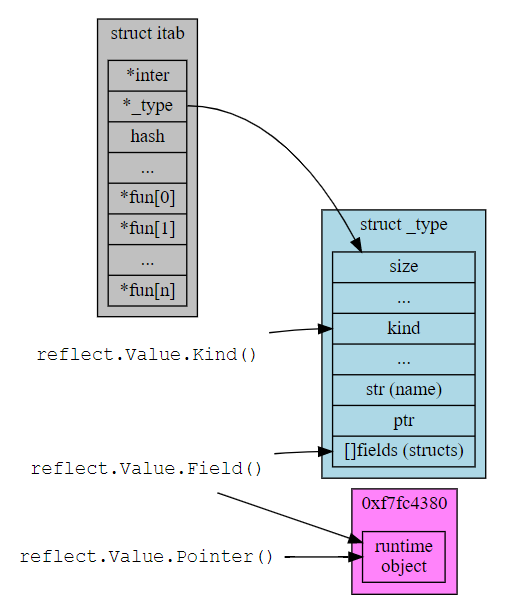 struct itab
*inter
*_type
hash
...
*fun[0]
*fun[1]
...
*fun[n]
struct _type
size
...
kind
...
str (name)
ptr
[]fields (structs)
reflect.Value.Kind()
reflect.Value.Field()
reflect.Value.Pointer()
0xf7fc4380
runtime
object